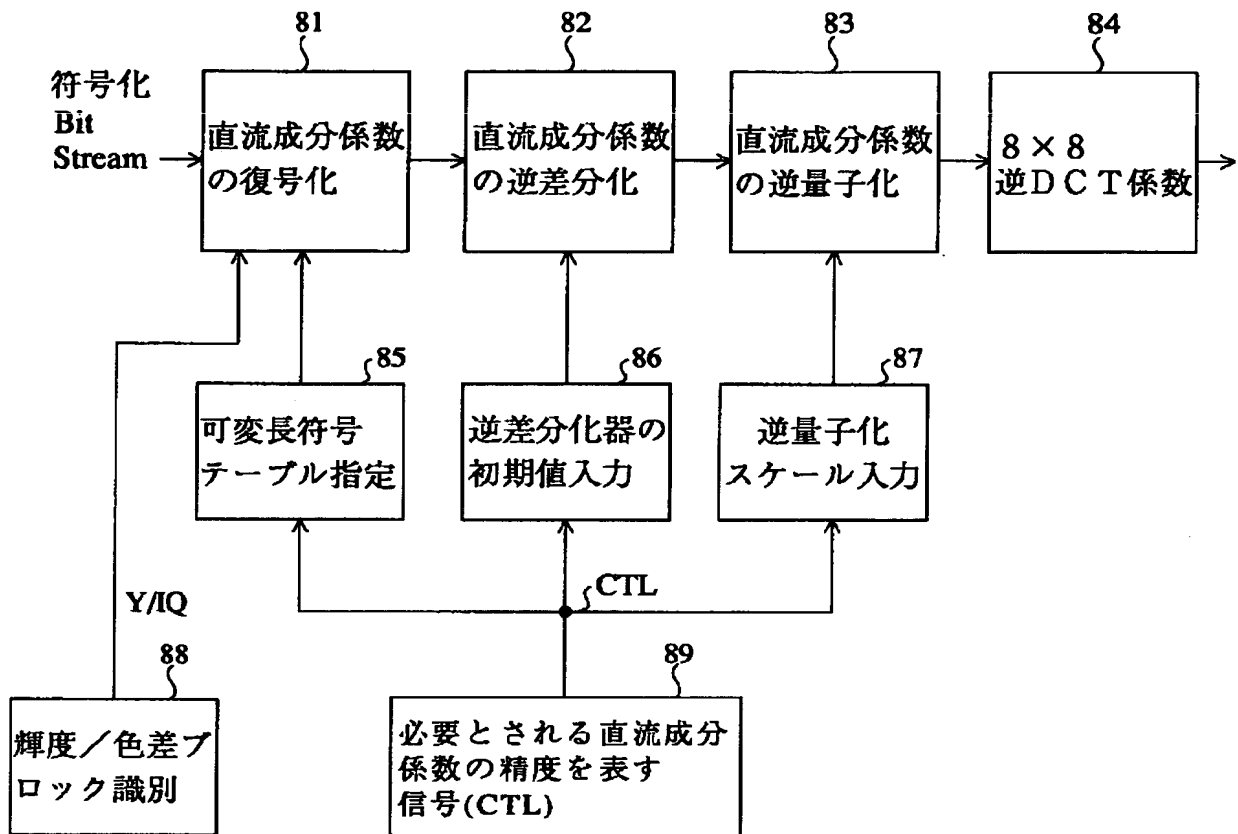 81
82
83
84
符号化
Bit
Stream
直流成分係数
の復号化
直流成分係数
の逆差分化
直流成分係数
の逆量子化
8×8
逆DCT係数
85
86
87
可変長符号
テーブル指定
逆差分化器の
初期値入力
逆量子化
スケール入力
Y/IQ
CTL
88
89
輝度／色差ブ
ロック識別
必要とされる直流成分
係数の精度を表す
信号(CTL)